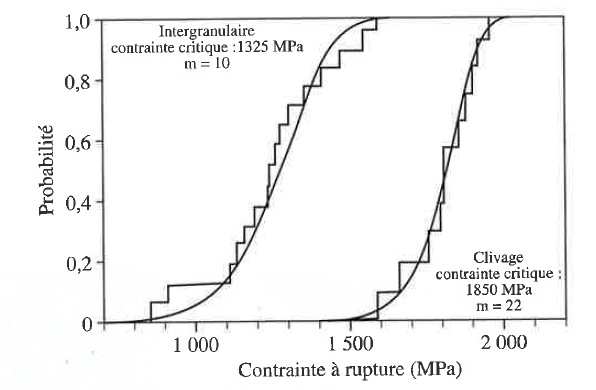 1,0
0,8
0,6
0,4
0,2
0
Probabilité
Intergranulaire
contrainte critique :1325 MPa
m = 10
Clivage
contrainte critique :
1850 MPa
m = 22
1 000
1 500
2 000
Contrainte à rupture (MPa)